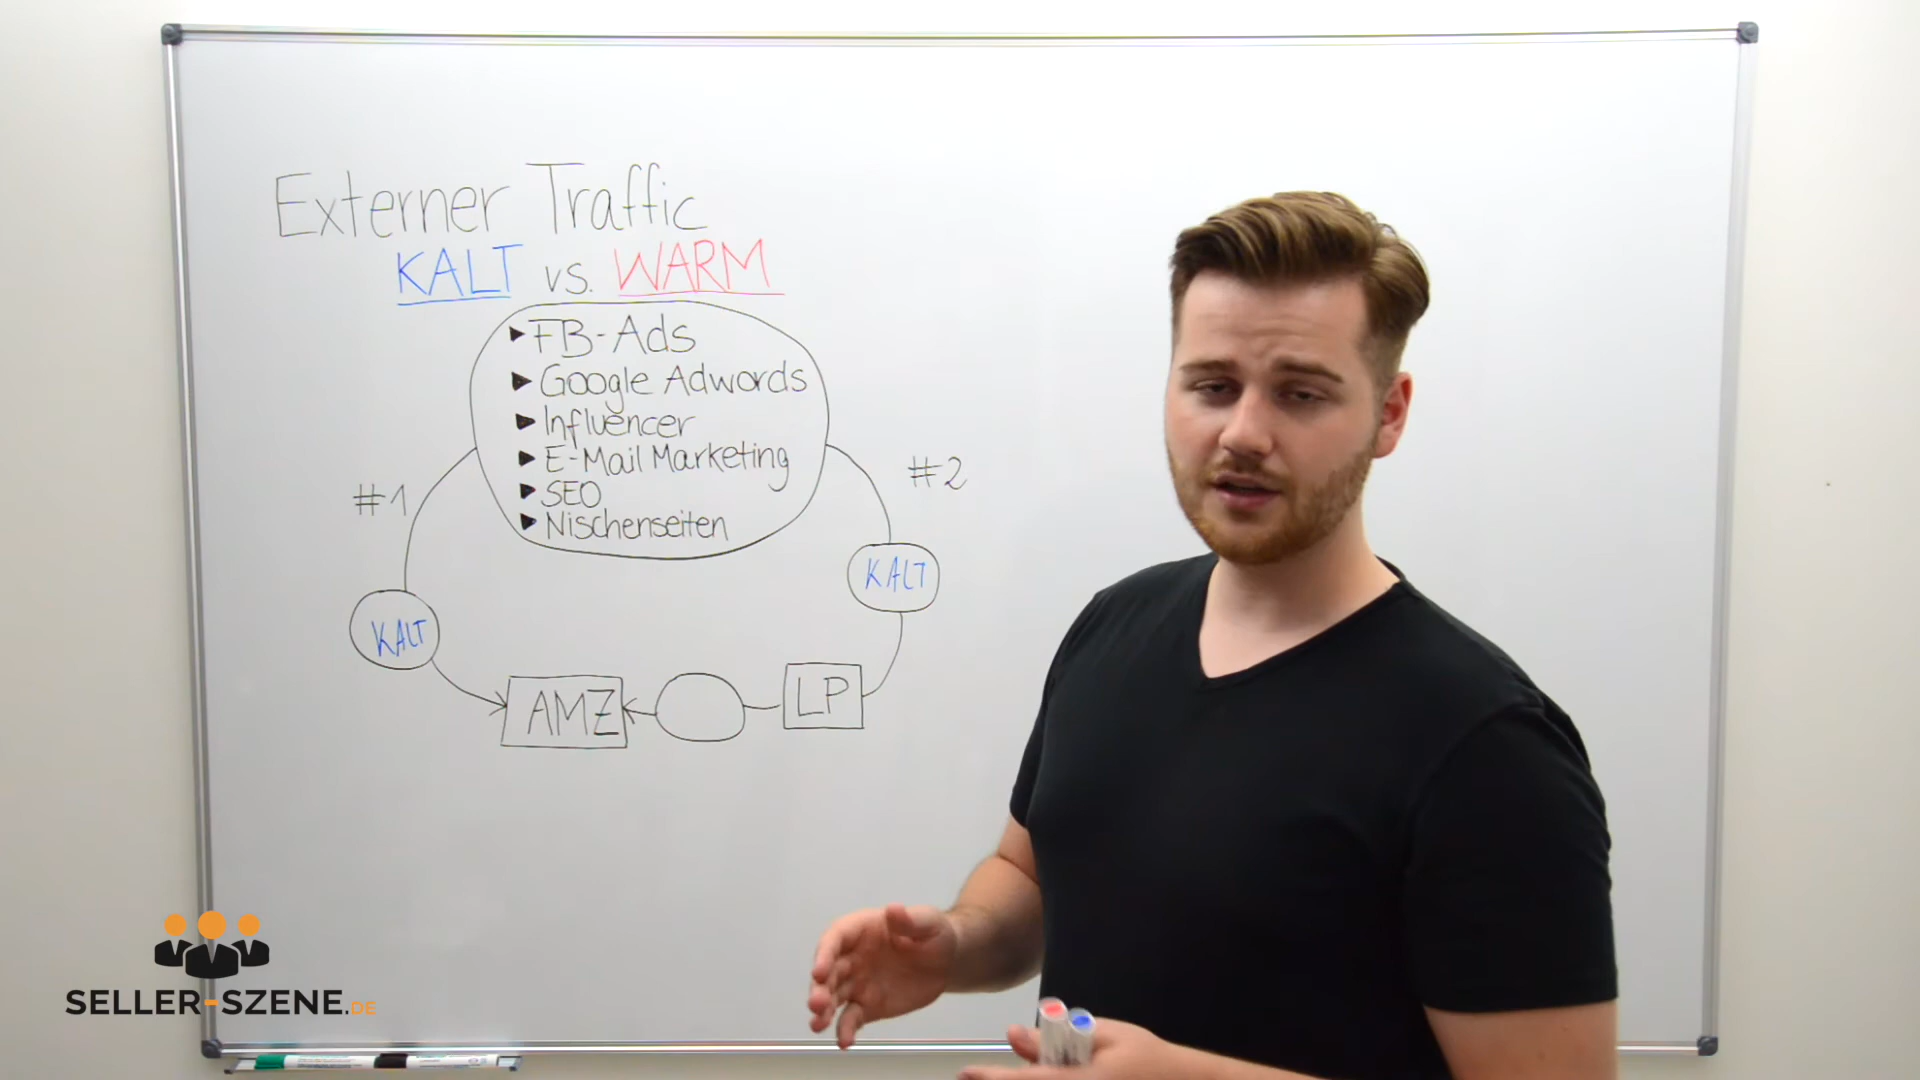 Externer Traffic
KALT vs. WARM
FB-Ads
Google Adwords
Influencer
E-Mail Marketing
SEO
Nischenseiten
#1
#2
KALT
KALT
AMZ
LP
SELLER-SZENE.DE